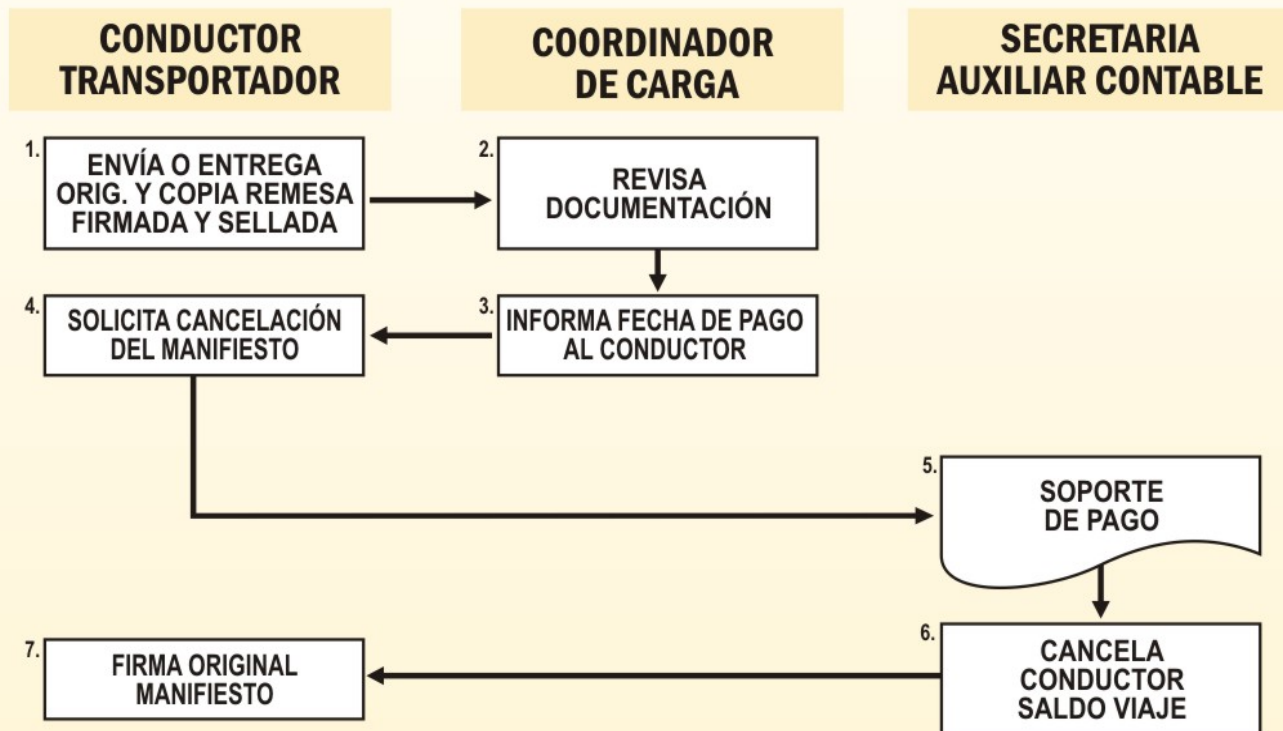 CONDUCTOR
TRANSPORTADOR
COORDINADOR
DE CARGA
SECRETARIA
AUXILIAR CONTABLE
1.
ENVÍA O ENTREGA
ORIG. Y COPIA REMESA
FIRMADA Y SELLADA
2.
REVISA
DOCUMENTACIÓN
3.
INFORMA FECHA DE PAGO
AL CONDUCTOR
4.
SOLICITA CANCELACIÓN
DEL MANIFIESTO
5.
SOPORTE
DE PAGO
6.
CANCELA
CONDUCTOR
SALDO VIAJE
7.
FIRMA ORIGINAL
MANIFIESTO